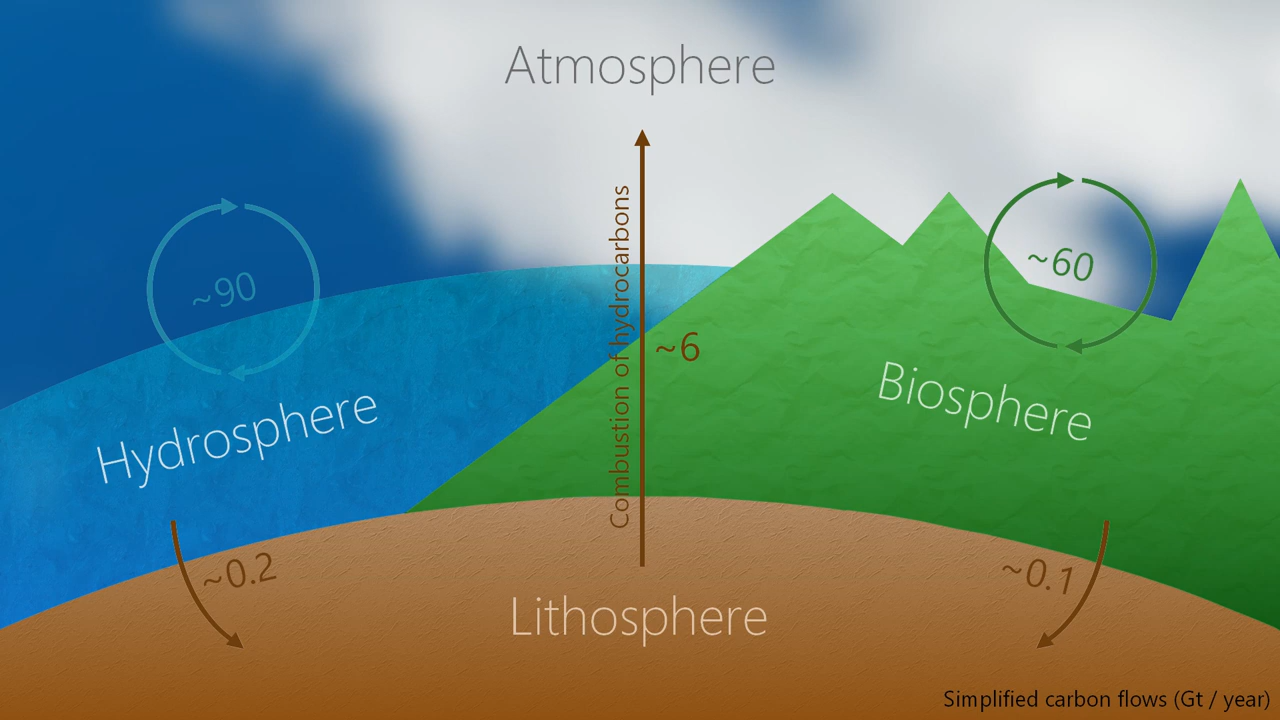 Atmosphere
~90
Combustion of hydrocarbons
~6
~60
Hydrosphere
Biosphere
~0.2
~0.1
Lithosphere
Simplified carbon flows (Gt / year)